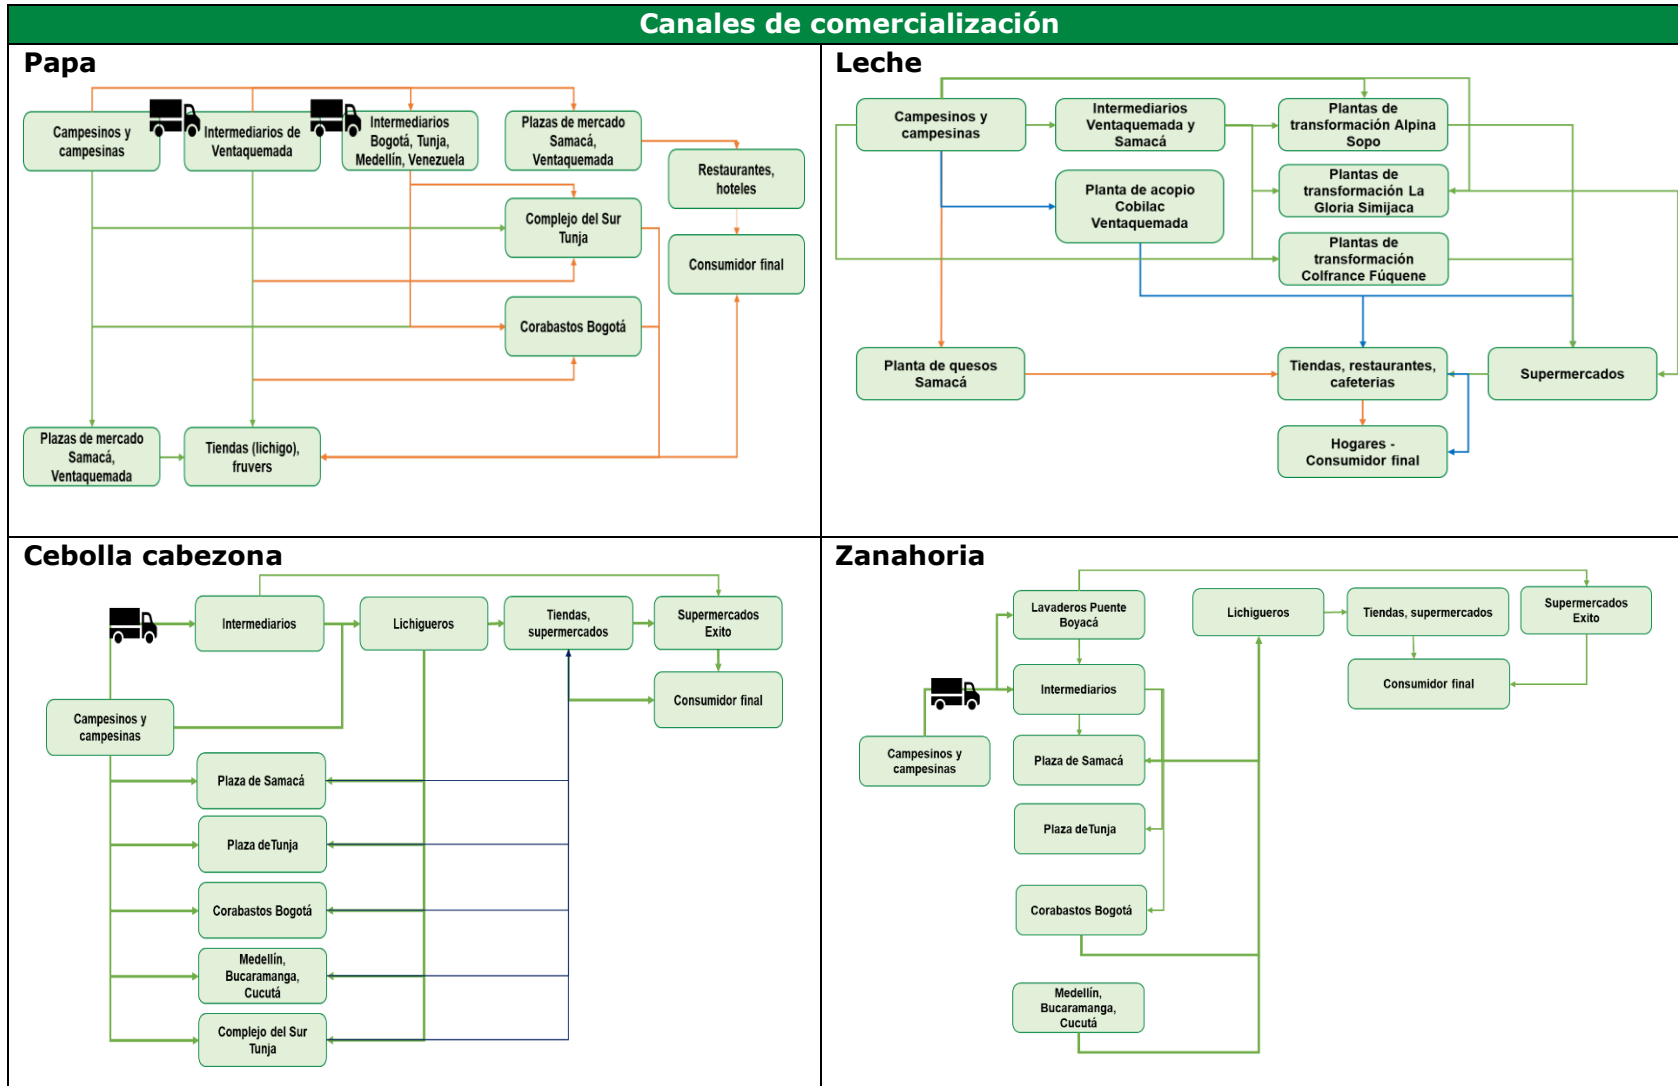 Canales de comercialización
Papa
Campesinos y
campesinas
Intermediarios de
Ventaquemada
Intermediarios
Bogotá, Tunja,
Medellín, Venezuela
Plazas de mercado
Samacá,
Ventaquemada
Restaurantes,
hoteles
Complejo del Sur
Tunja
Consumidor final
Corabastos Bogotá
Plazas de mercado
Samacá,
Ventaquemada
Tiendas (lichigo),
fruvers
Leche
Campesinos y
campesinas
Intermediarios
Ventaquemada y
Samacá
Plantas de
transformación Alpina
Sopo
Planta de acopio
Cobilac
Ventaquemada
Plantas de
transformación La
Gloria Simijaca
Plantas de
transformación
Colfrance Fúquene
Planta de quesos
Samacá
Tiendas, restaurantes,
cafeterias
Supermercados
Hogares -
Consumidor final
Cebolla cabezona
Intermediarios
Lichigueros
Tiendas,
supermercados
Supermercados
Exito
Campesinos y
campesinas
Consumidor final
Plaza de Samacá
Plaza deTunja
Corabastos Bogotá
Medellín,
Bucaramanga,
Cucutá
Complejo del Sur
Tunja
Zanahoria
Lavaderos Puente
Boyacá
Lichigueros
Tiendas, supermercados
Supermercados
Exito
Intermediarios
Consumidor final
Campesinos y
campesinas
Plaza de Samacá
Plaza deTunja
Corabastos Bogotá
Medellín,
Bucaramanga,
Cucutá